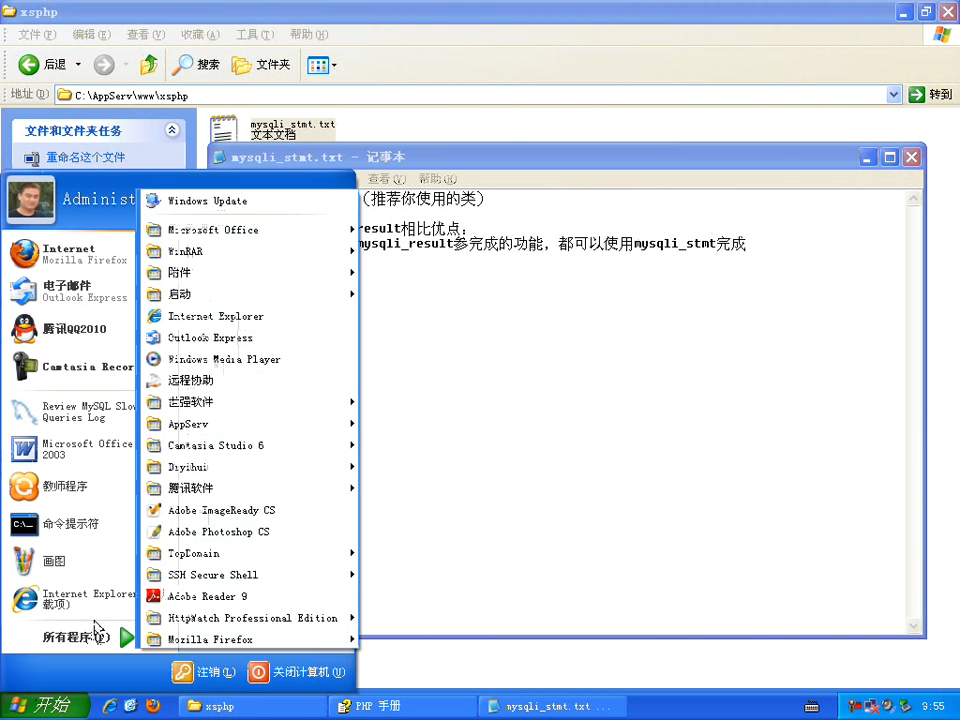 xsphp
文件(F) 编辑(E) 查看(V) 收藏(A) 工具(T) 帮助(H)
后退 搜索 文件夹
地址(D) C:\AppServ\www\xsphp 转到
文件和文件夹任务
重命名这个文件
mysqli_stmt.txt
文本文档
mysqli_stmt.txt - 记事本
查看(V) 帮助(H)
(推荐你使用的类)
result相比优点:
mysqli_result参完成的功能, 都可以使用mysqli_stmt完成
Administ
Internet
Mozilla Firefox
电子邮件
Outlook Express
腾讯QQ2010
Camtasia Recor
Review MySQL Slow
Queries Log
Microsoft Office
2003
教师程序
命令提示符
画图
Internet Explorer
载项)
所有程序(P)
Windows Update
Microsoft Office
WinRAR
附件
启动
Internet Explorer
Outlook Express
Windows Media Player
远程协助
世强软件
AppServ
Camtasia Studio 6
Duyihui
腾讯软件
Adobe ImageReady CS
Adobe Photoshop CS
TopDomain
SSH Secure Shell
Adobe Reader 9
HttpWatch Professional Edition
Mozilla Firefox
注销(L) 关闭计算机(U)
开始 xsphp PHP 手册 mysqli_stmt.txt ... 9:55